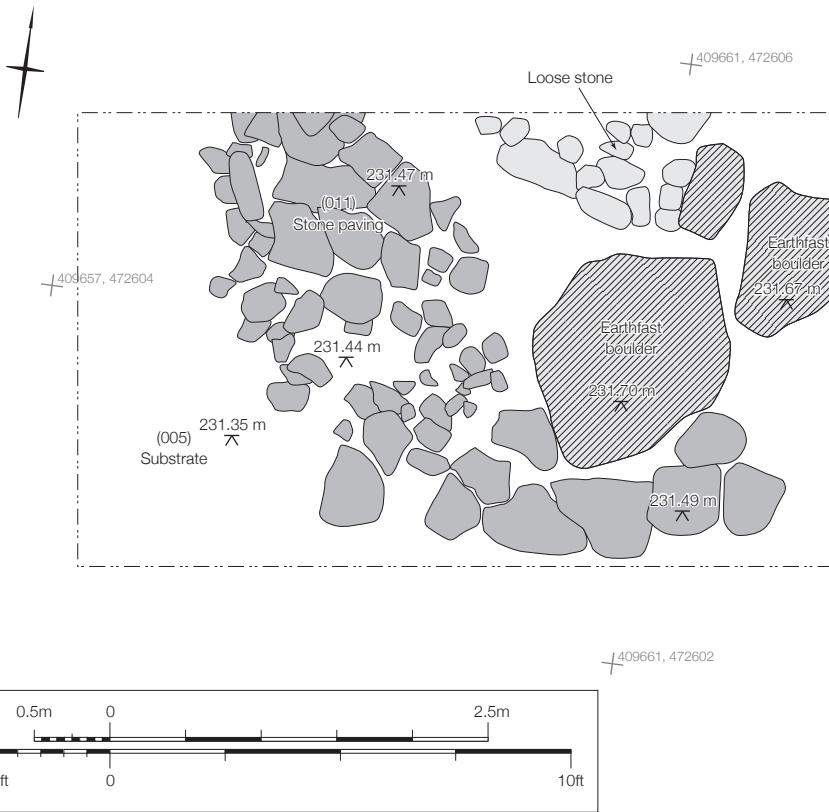 409661, 472606
Loose stone
231.47 m
(011)
Stone paving
Earthfast
boulder
231.67 m
409657, 472604
Earthfast
boulder
231.44 m
231.70 m
231.35 m
(005)
Substrate
231.49 m
409661, 472602
0.5m 0 2.5m
ft 0 10ft